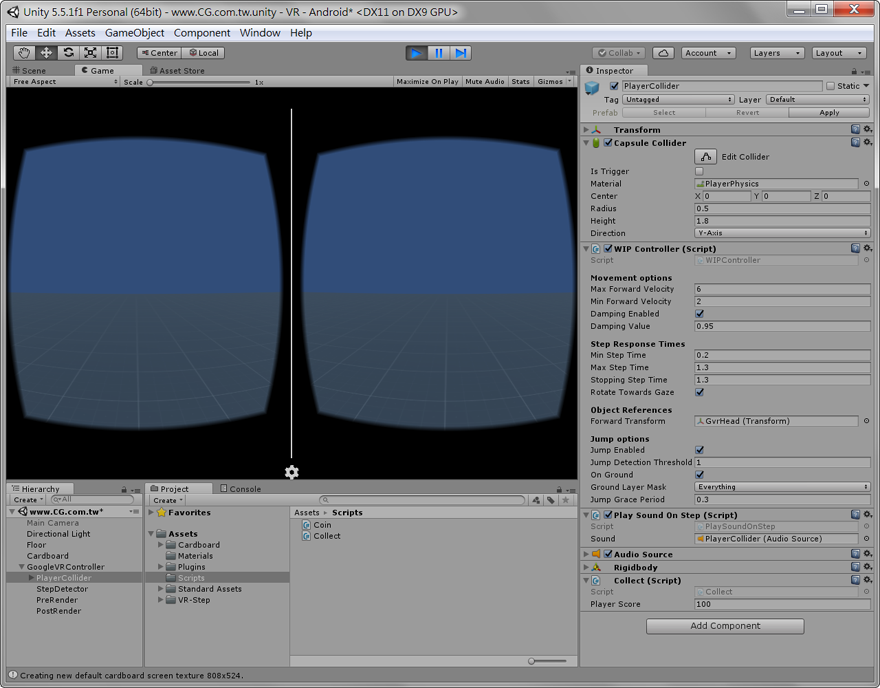 Unity 5.5.1f1 Personal (64bit) - www.CG.com.tw.unity - VR - Android* <DX11 on DX9 GPU>
File Edit Assets GameObject Component Window Help
Center Local Collab Account Layers Layout
Scene Game Asset Store
Free Aspect Scale 1x Maximize On Play Mute Audio Stats Gizmos
Inspector
PlayerCollider Static
Tag Untagged Layer Default
Prefab Select Revert Apply
Transform
Capsule Collider
Edit Collider
Is Trigger
Material PlayerPhysics
Center X 0 Y 0 Z 0
Radius 0.5
Height 1.8
Direction Y-Axis
WIP Controller (Script)
Script WIPController
Movement options
Max Forward Velocity 6
Min Forward Velocity 2
Damping Enabled
Damping Value 0.95
Step Response Times
Min Step Time 0.2
Max Step Time 1.3
Stopping Step Time 1.3
Rotate Towards Gaze
Object References
Forward Transform GvrHead (Transform)
Jump options
Jump Enabled
Jump Detection Threshold 1
On Ground
Ground Layer Mask Everything
Jump Grace Period 0.3
Play Sound On Step (Script)
Script PlaySoundOnStep
Sound PlayerCollider (Audio Source)
Audio Source
Rigidbody
Collect (Script)
Script Collect
Player Score 100
Add Component
Hierarchy
Create All
www.CG.com.tw*
Main Camera
Directional Light
Floor
Cardboard
GoogleVRController
PlayerCollider
StepDetector
PreRender
PostRender
Project Console
Create
Favorites
Assets
Cardboard
Materials
Plugins
Scripts
Standard Assets
VR-Step
Assets Scripts
Coin
Collect
Creating new default cardboard screen texture 808x524.